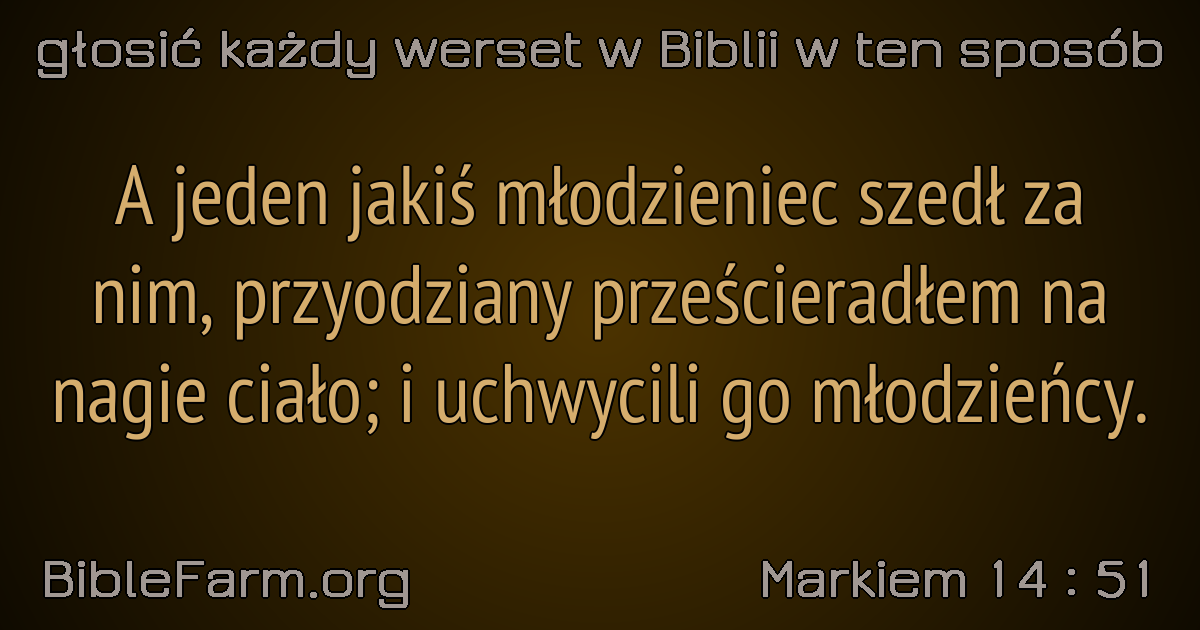 głosić każdy werset w Biblii w ten sposób
A jeden jakiś młodzieniec szedł za
nim, przyodziany prześcieradłem na
nagie ciało; i uchwycili go młodzieńcy.
BibleFarm.org
Markiem 14 : 51